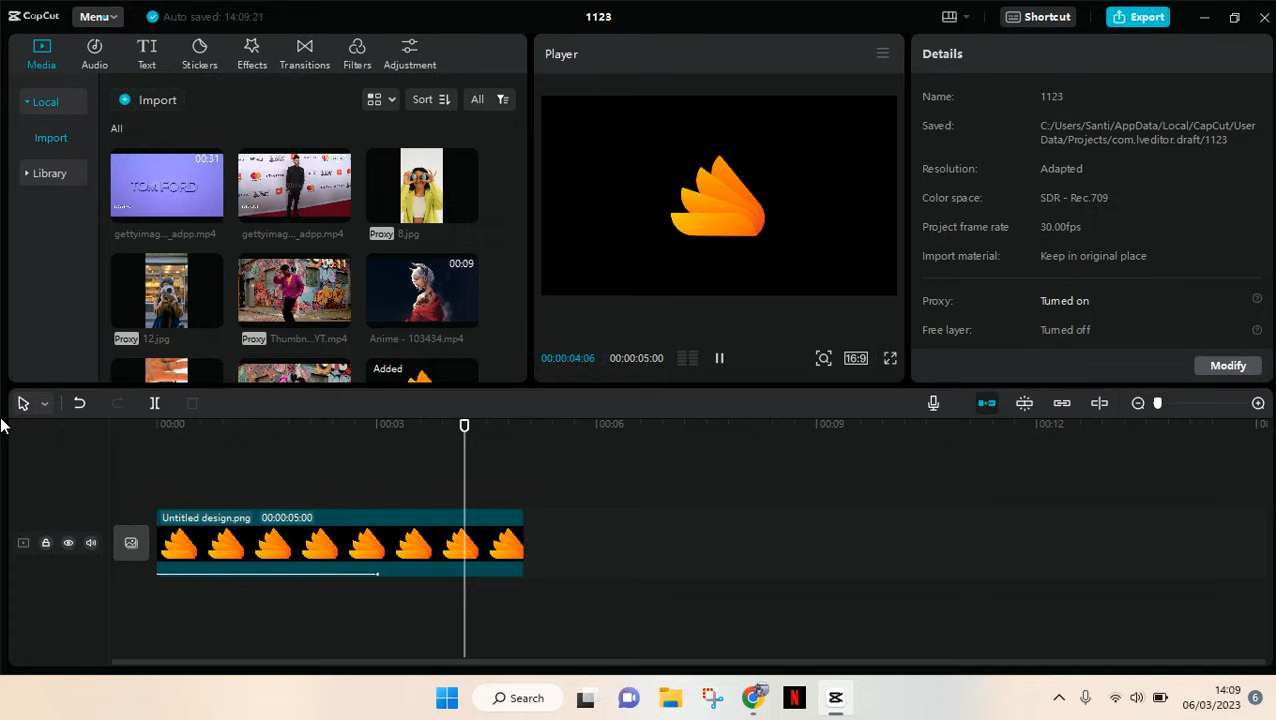 CapCut
Menu
Auto saved: 14:09:21
1123
Shortcut
Export
Media
Audio
Text
Stickers
Effects
Transitions
Filters
Adjustment
Local
Import
Library
Import
Sort
All
All
00:31
TOM FORD
gettyimag..._adpp.mp4
gettyimag..._adpp.mp4
Proxy 8.jpg
Proxy 12.jpg
Proxy Thumbn...YT.mp4
00:09
Anime - 103434.mp4
Added
Player
00:00:04:06 00:00:05:00
16:9
Details
Name: 1123
Saved: C:/Users/Santi/AppData/Local/CapCut/User
Data/Projects/com.lveditor.draft/1123
Resolution: Adapted
Color space: SDR - Rec.709
Project frame rate 30.00fps
Import material: Keep in original place
Proxy: Turned on
Free layer: Turned off
Modify
00:00 00:03 00:06 00:09 00:12
Untitled design.png 00:00:05:00
Search
14:09
06/03/2023
6